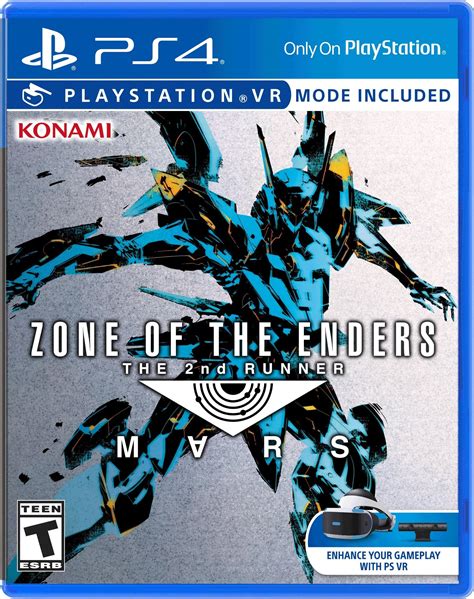 PS4
Only On PlayStation®
PLAYSTATION®VR MODE INCLUDED
KONAMI
ZONE OF THE ENDERS
THE 2nd RUNNER
MARS
TEEN
T
ESRB
ENHANCE YOUR GAMEPLAY
WITH PS VR